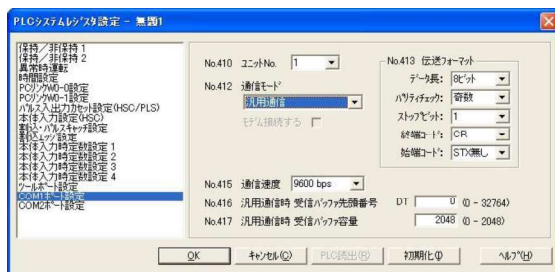 PLCシステムレジスタ設定 - 無題1
保持/非保持 1
保持/非保持 2
異常時運転
時間設定
PCリンクW0-0設定
PCリンクW0-1設定
パルス入出力カセット設定(HSC/PLS)
本体入力設定(HSC)
割込・パルスキャッチ設定
割込エッジ設定
本体入力時定数設定 1
本体入力時定数設定 2
本体入力時定数設定 3
本体入力時定数設定 4
ツールポート設定
COM1ポート設定
COM2ポート設定
No.410 ユニットNo. 1
No.412 通信モード
汎用通信
モデム接続する
No.413 伝送フォーマット
データ長: 8ビット
パリティチェック: 奇数
ストップビット: 1
終端コード: CR
始端コード: STX無し
No.415 通信速度 9600 bps
No.416 汎用通信時 受信バッファ先頭番号 DT 0 (0 - 32764)
No.417 汎用通信時 受信バッファ容量 2048 (0 - 2048)
OK キャンセル(C) PLC読出(R) 初期化(I) ヘルプ(H)